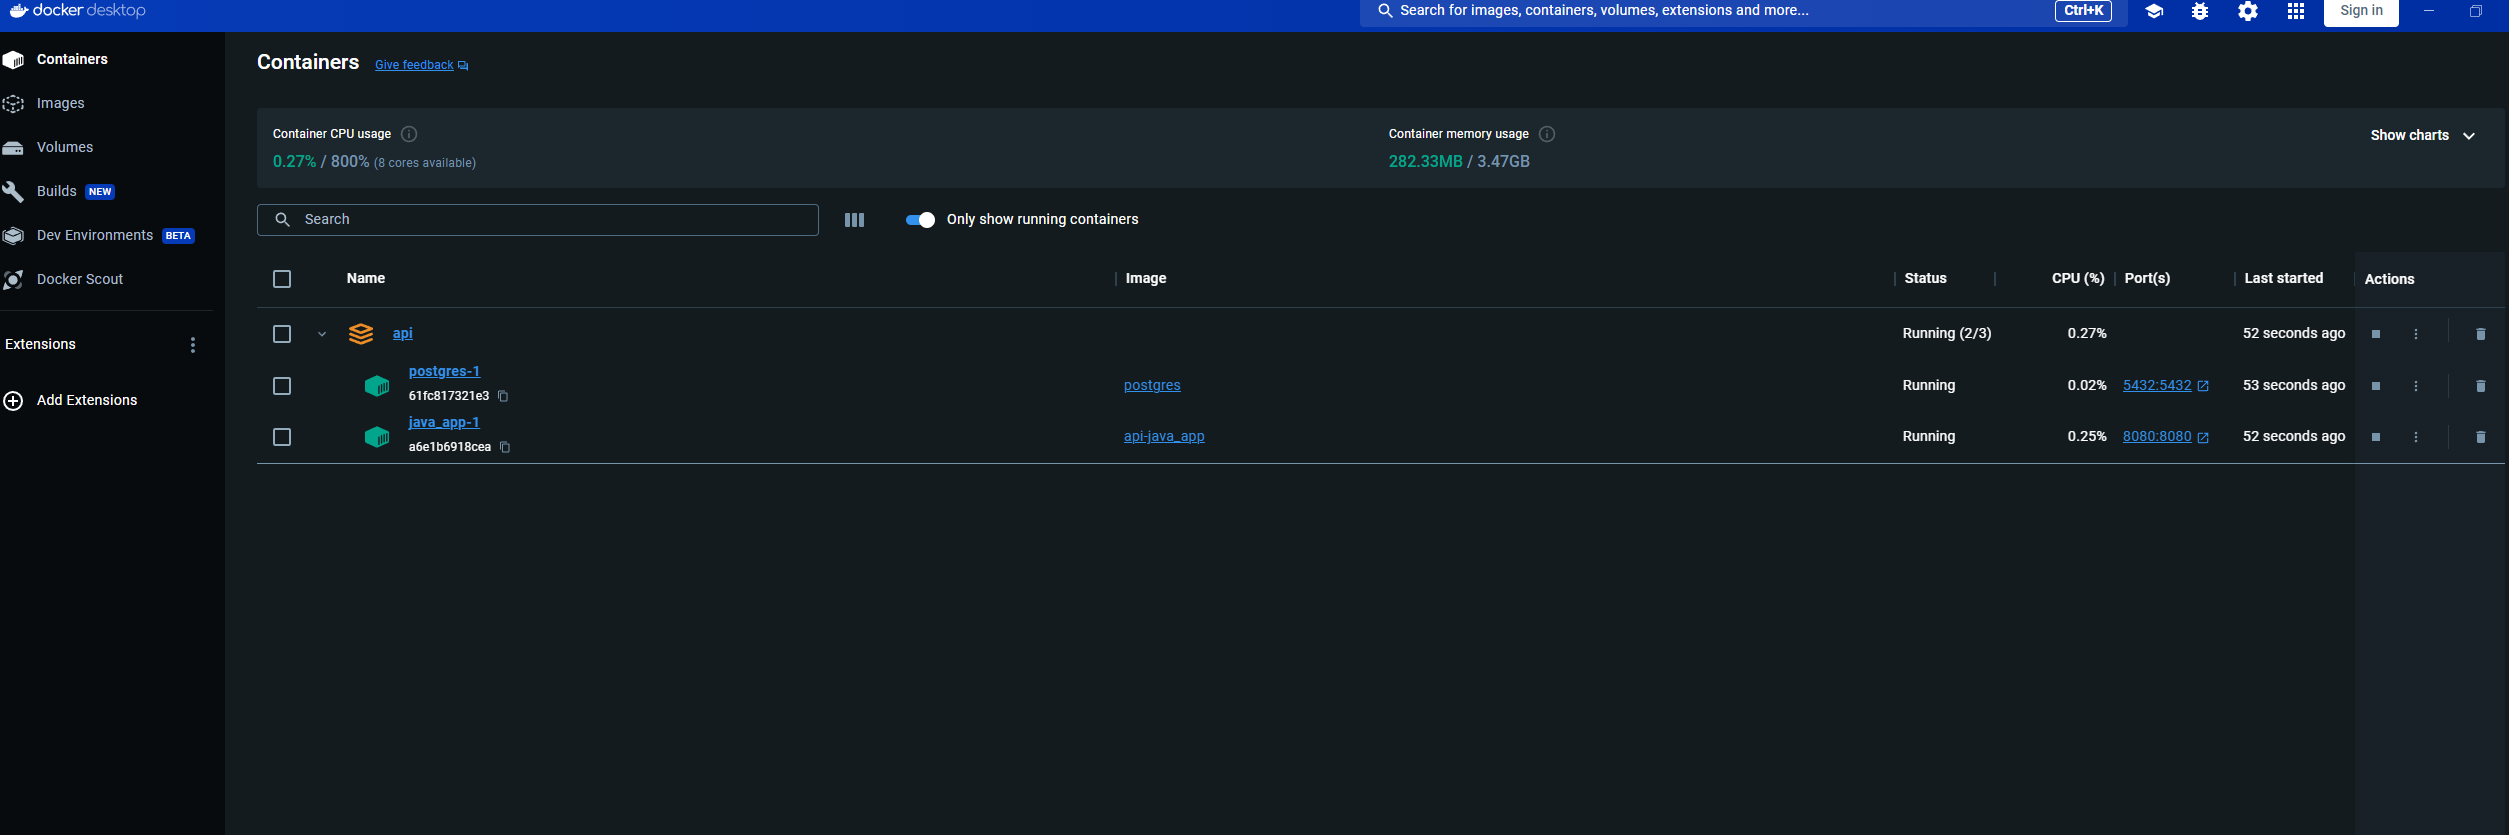 docker desktop
Search for images, containers, volumes, extensions and more...
Ctrl+K
Sign in
Containers
Images
Volumes
Builds NEW
Dev Environments BETA
Docker Scout
Extensions
Add Extensions
Containers Give feedback
Container CPU usage
0.27% / 800% (8 cores available)
Container memory usage
282.33MB / 3.47GB
Show charts
Search
Only show running containers
Name Image Status CPU (%) Port(s) Last started Actions
api Running (2/3) 0.27% 52 seconds ago
postgres-1
61fc817321e3
postgres Running 0.02% 5432:5432 53 seconds ago
java_app-1
a6e1b6918cea
api-java_app Running 0.25% 8080:8080 52 seconds ago